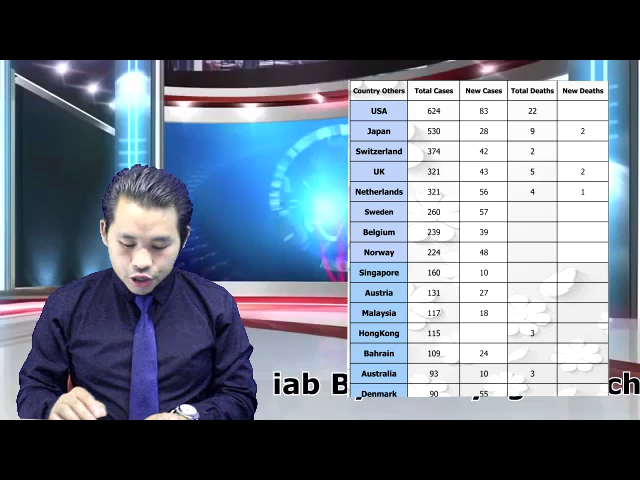 Country Others Total Cases New Cases Total Deaths New Deaths
USA 624 83 22
Japan 530 28 9 2
Switzerland 374 42 2
UK 321 43 5 2
Netherlands 321 56 4 1
Sweden 260 57
Belgium 239 39
Norway 224 48
Singapore 160 10
Austria 131 27
Malaysia 117 18
HongKong 115 3
Bahrain 109 24
Australia 93 10 3
Denmark 90 55
iab B ch